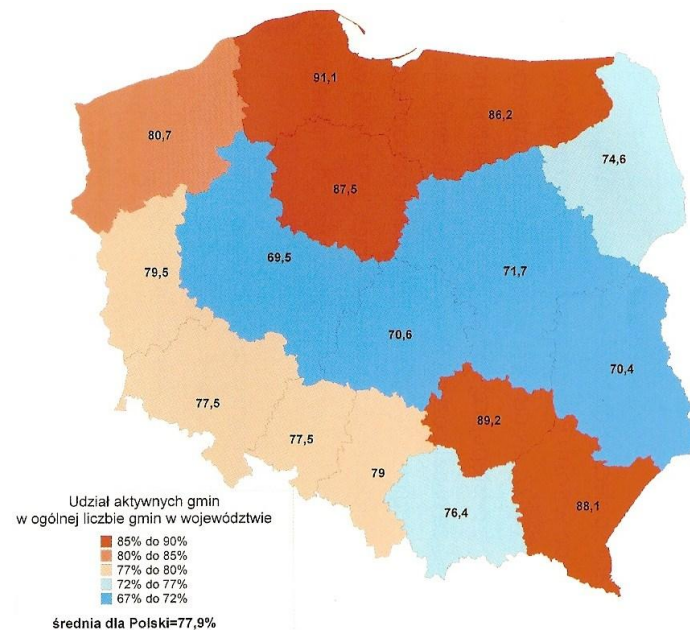 91,1
80,7
86,2
74,6
87,5
69,5
79,5
71,7
70,6
70,4
77,5
89,2
77,5
79
88,1
76,4
Udział aktywnych gmin
w ogólnej liczbie gmin w województwie
85% do 90%
80% do 85%
77% do 80%
72% do 77%
67% do 72%
średnia dla Polski=77,9%